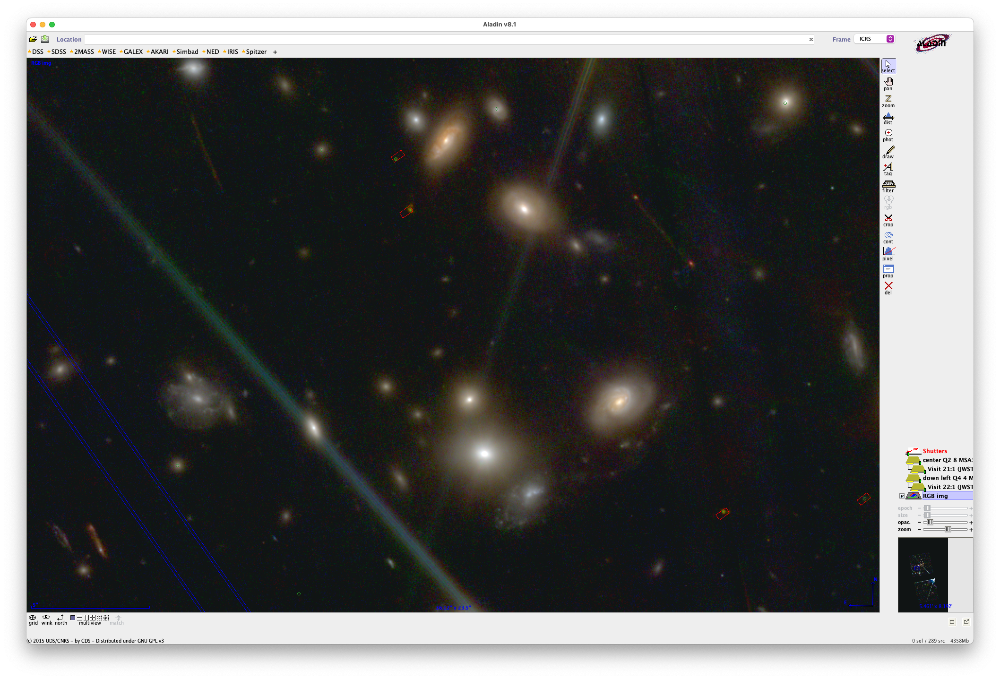 Aladin v8.1
Location
Frame ICRS
ALADIN
DSS SDSS 2MASS WISE GALEX AKARI Simbad NED IRIS Spitzer +
RGB img
select
pan
zoom
dist
phot
draw
tag
filter
rgb
crop
cont
pixel
prop
del
Shutters
center Q2 8 MSA
Visit 21:1 (JWST
down left Q4 4 M
Visit 22:1 (JWST
RGB img
epoch - +
size - +
opac. - +
zoom - +
N
E
5"
x 23.5"
grid wink north multiview match
(c) 2015 UDS/CNRS - by CDS - Distributed under GNU GPL v3
0 sel / 289 src 4358Mb